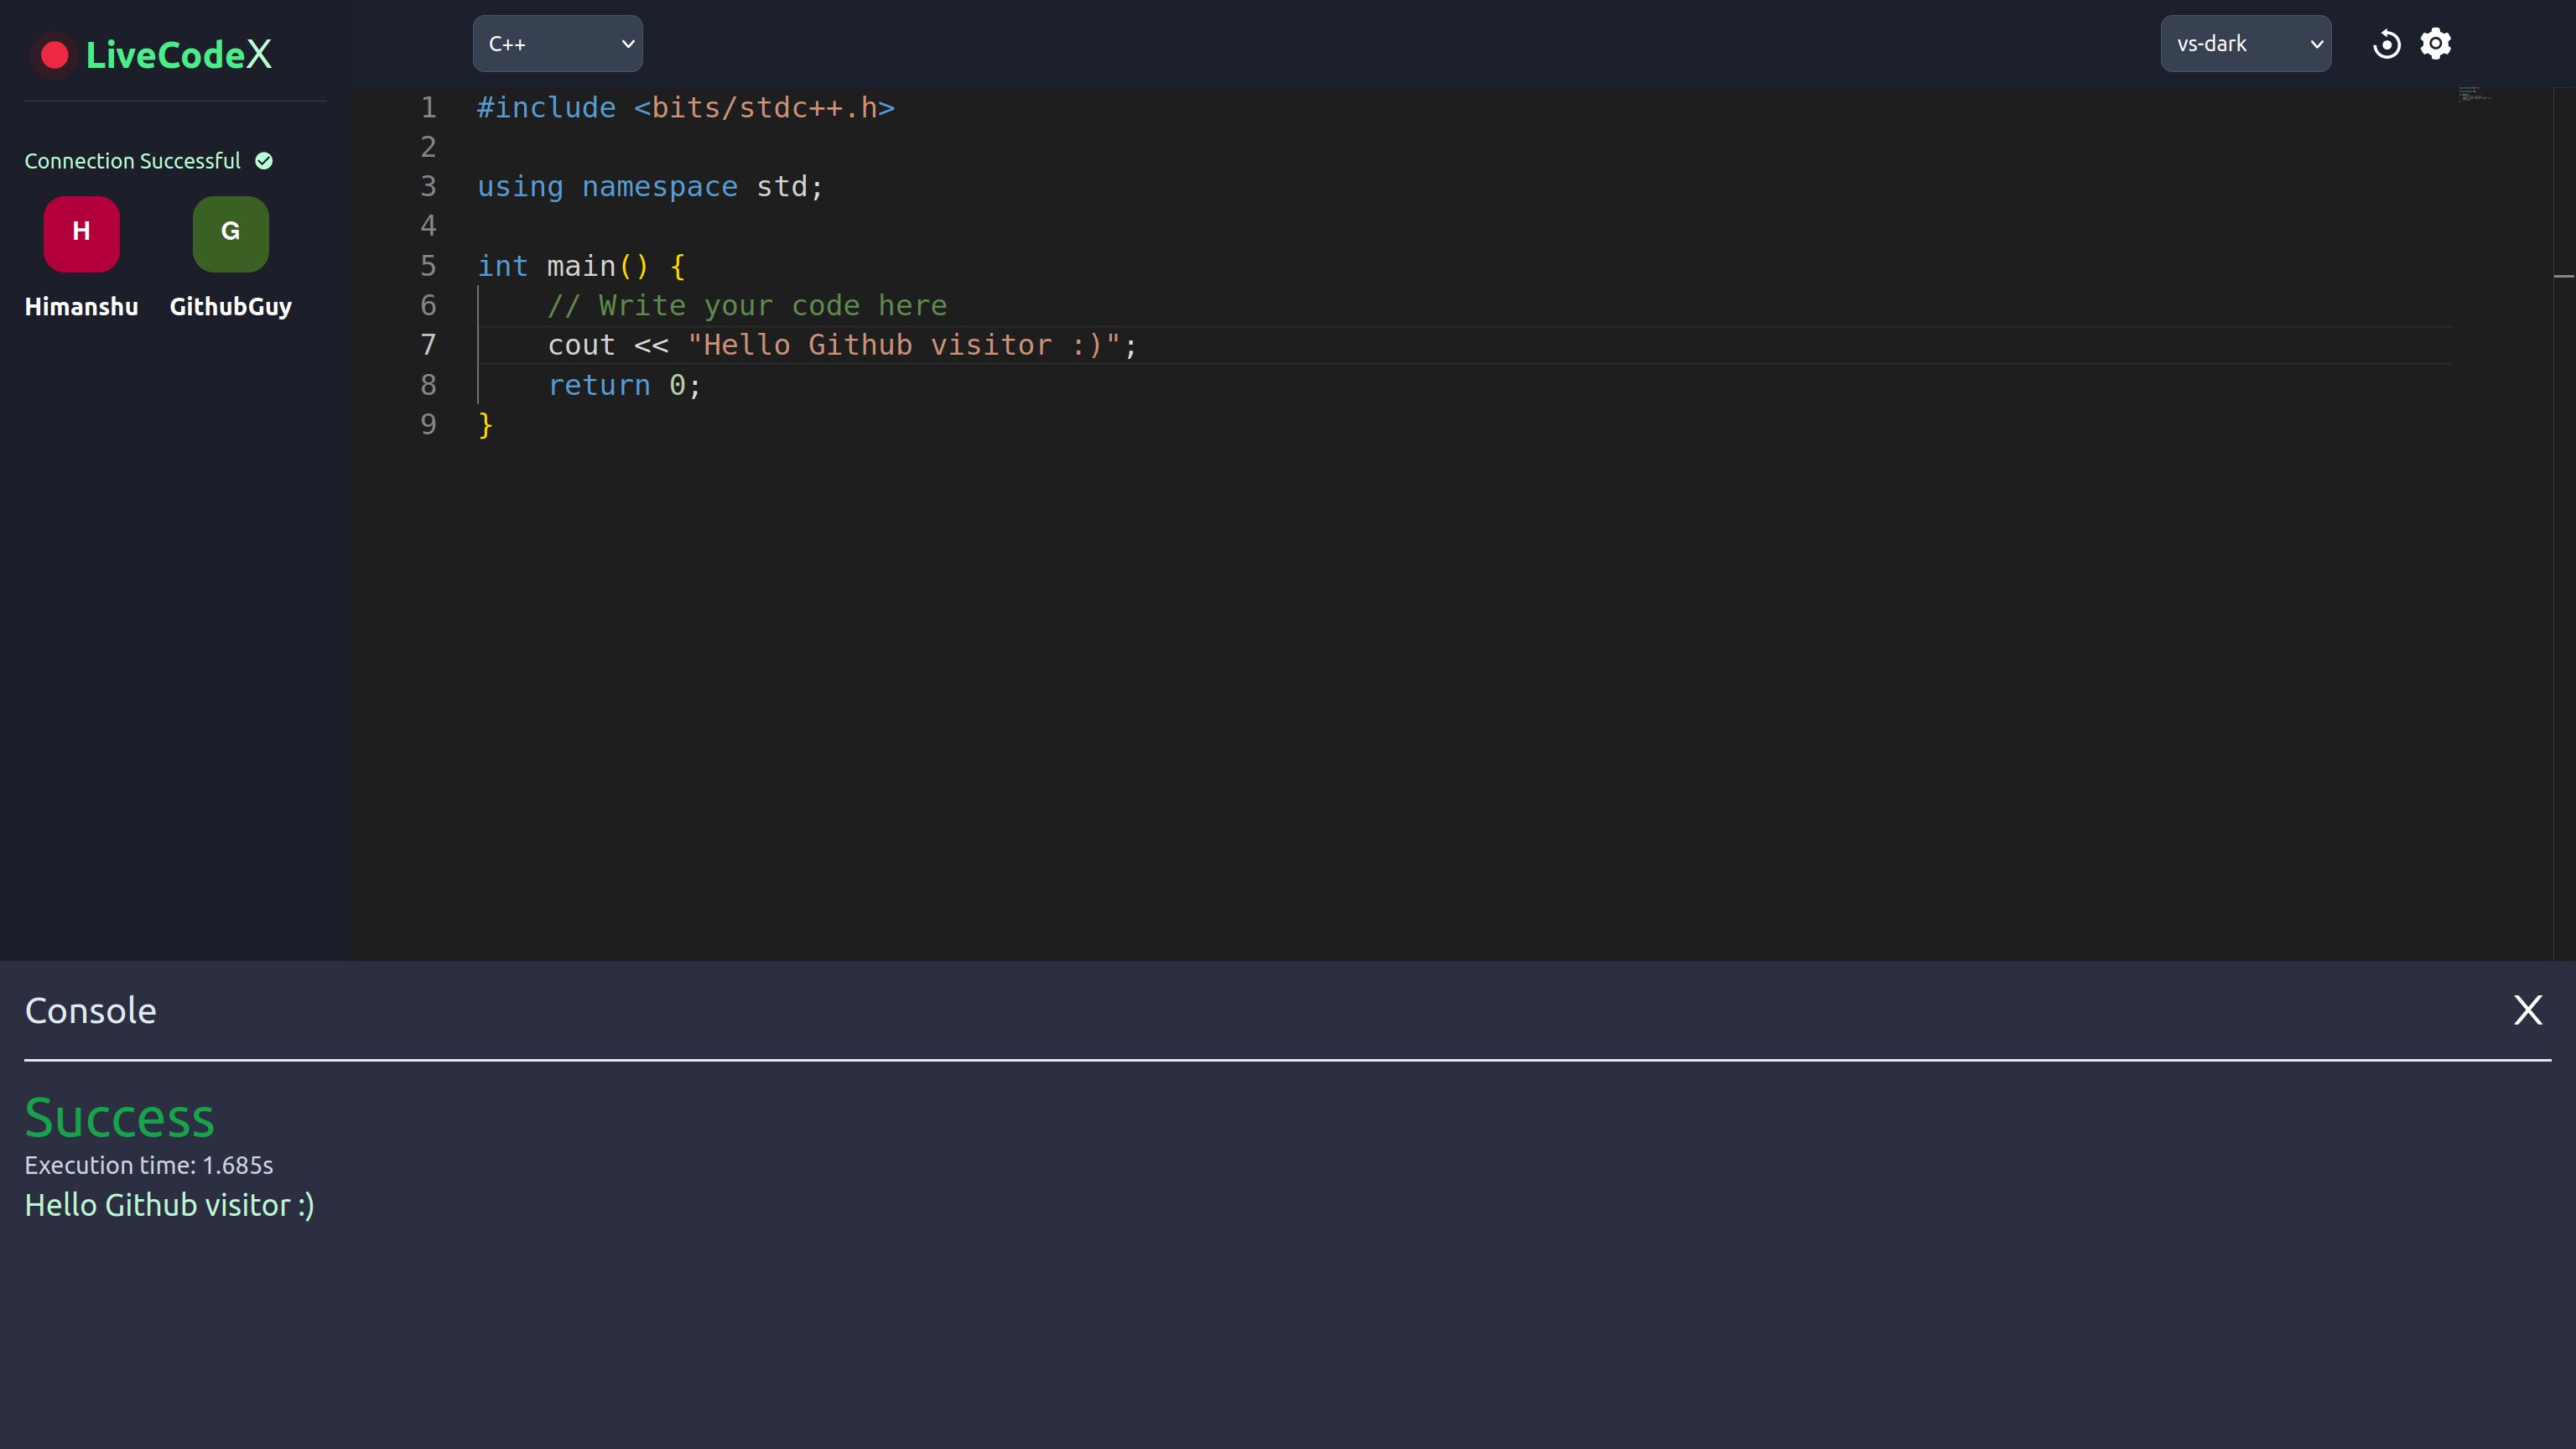 LiveCodeX
C++
vs-dark
Connection Successful
H
G
Himanshu
GithubGuy
1 #include <bits/stdc++.h>
2
3 using namespace std;
4
5 int main() {
6     // Write your code here
7     cout << "Hello Github visitor :)";
8     return 0;
9 }
Console
X
Success
Execution time: 1.685s
Hello Github visitor :)